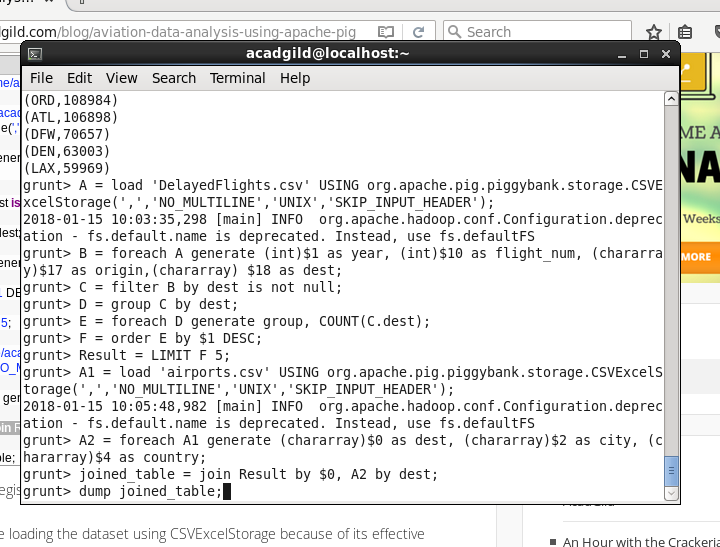 dgild.com/blog/aviation-data-analysis-using-apache-pig
Search
acadgild@localhost:~
File Edit View Search Terminal Help
(ORD,108984)
(ATL,106898)
(DFW,70657)
(DEN,63003)
(LAX,59969)
grunt> A = load 'DelayedFlights.csv' USING org.apache.pig.piggybank.storage.CSVE
xcelStorage(',','NO_MULTILINE','UNIX','SKIP_INPUT_HEADER');
2018-01-15 10:03:35,298 [main] INFO  org.apache.hadoop.conf.Configuration.deprec
ation - fs.default.name is deprecated. Instead, use fs.defaultFS
grunt> B = foreach A generate (int)$1 as year, (int)$10 as flight_num, (chararra
y)$17 as origin,(chararray) $18 as dest;
grunt> C = filter B by dest is not null;
grunt> D = group C by dest;
grunt> E = foreach D generate group, COUNT(C.dest);
grunt> F = order E by $1 DESC;
grunt> Result = LIMIT F 5;
grunt> A1 = load 'airports.csv' USING org.apache.pig.piggybank.storage.CSVExcelS
torage(',','NO_MULTILINE','UNIX','SKIP_INPUT_HEADER');
2018-01-15 10:05:48,982 [main] INFO  org.apache.hadoop.conf.Configuration.deprec
ation - fs.default.name is deprecated. Instead, use fs.defaultFS
grunt> A2 = foreach A1 generate (chararray)$0 as dest, (chararray)$2 as city, (c
hararray)$4 as country;
grunt> joined_table = join Result by $0, A2 by dest;
grunt> dump joined_table;
ME A
NA
Weeks
MORE
e loading the dataset using CSVExcelStorage because of its effective
An Hour with the Crackeria